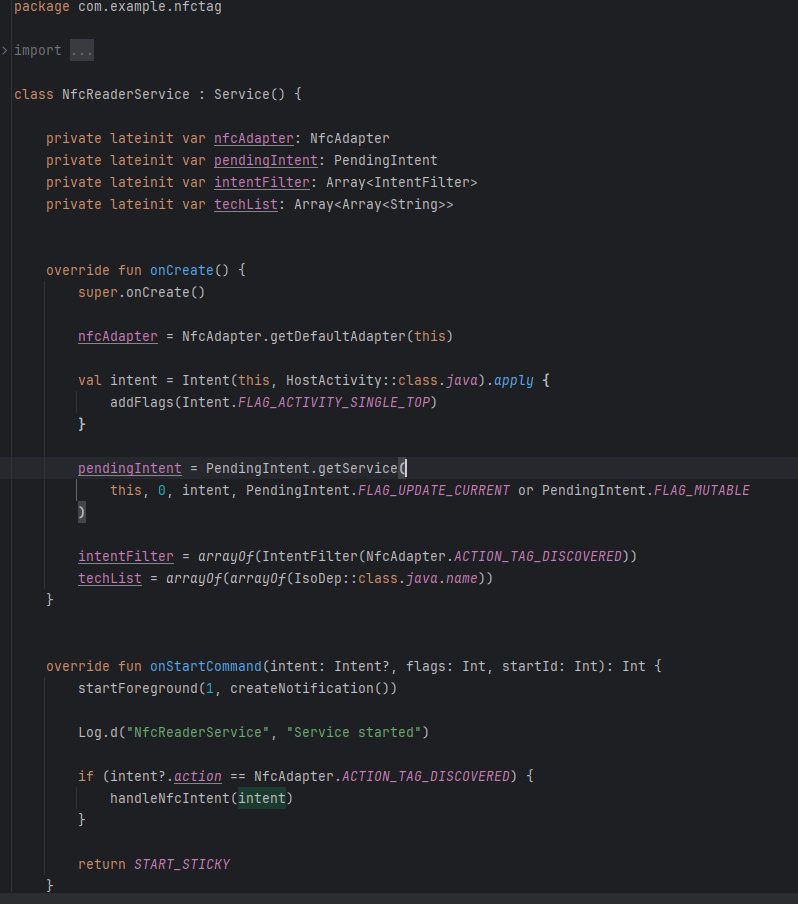 package com.example.nfctag
import ...
class NfcReaderService : Service() {
private lateinit var nfcAdapter: NfcAdapter
private lateinit var pendingIntent: PendingIntent
private lateinit var intentFilter: Array<IntentFilter>
private lateinit var techList: Array<Array<String>>
override fun onCreate() {
super.onCreate()
nfcAdapter = NfcAdapter.getDefaultAdapter(this)
val intent = Intent(this, HostActivity::class.java).apply {
addFlags(Intent.FLAG_ACTIVITY_SINGLE_TOP)
}
pendingIntent = PendingIntent.getService(
this, 0, intent, PendingIntent.FLAG_UPDATE_CURRENT or PendingIntent.FLAG_MUTABLE
)
intentFilter = arrayOf(IntentFilter(NfcAdapter.ACTION_TAG_DISCOVERED))
techList = arrayOf(arrayOf(IsoDep::class.java.name))
}
override fun onStartCommand(intent: Intent?, flags: Int, startId: Int): Int {
startForeground(1, createNotification())
Log.d("NfcReaderService", "Service started")
if (intent?.action == NfcAdapter.ACTION_TAG_DISCOVERED) {
handleNfcIntent(intent)
}
return START_STICKY
}